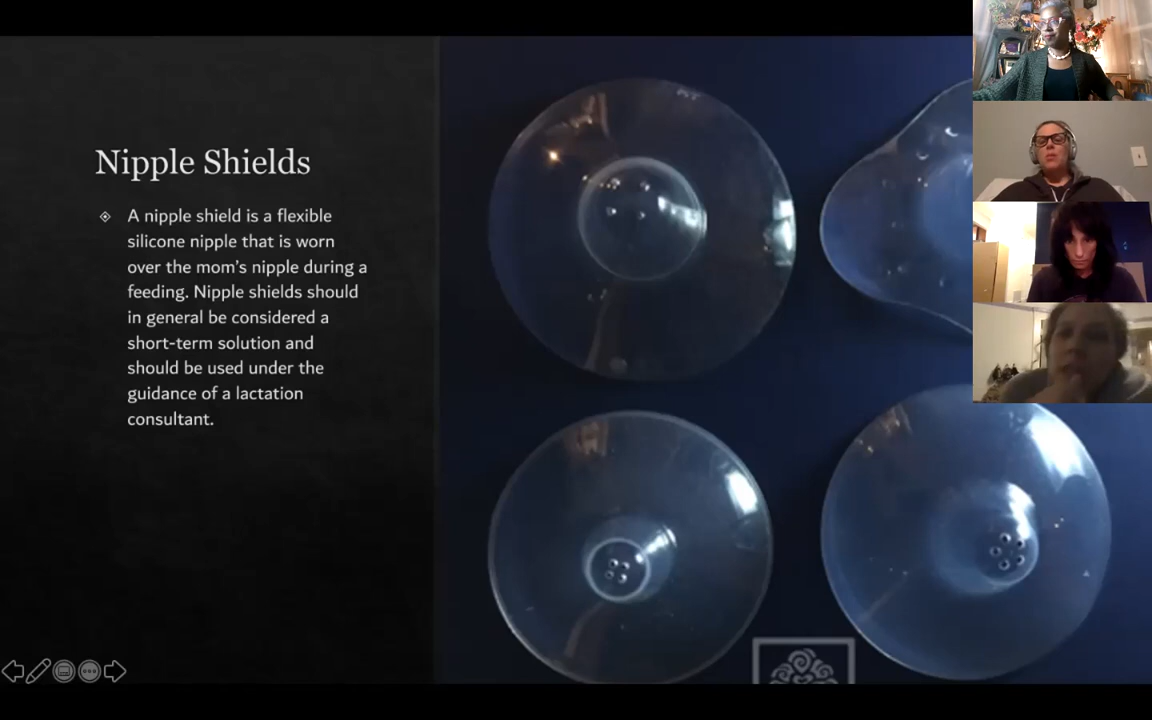 Nipple Shields
A nipple shield is a flexible
silicone nipple that is worn
over the mom's nipple during a
feeding. Nipple shields should
in general be considered a
short-term solution and
should be used under the
guidance of a lactation
consultant.